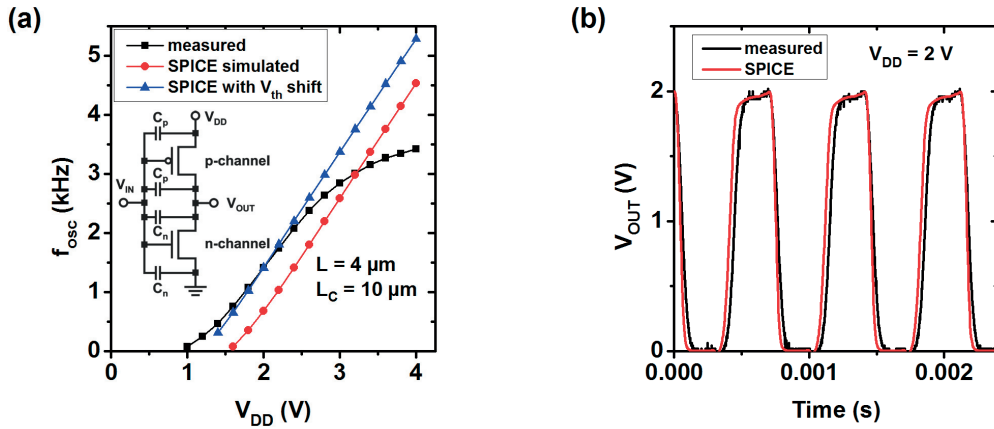 (a)
measured
SPICE simulated
SPICE with Vth shift
Cp
VDD
p-channel
VIN
Cp
VOUT
Cn
n-channel
Cn
L = 4 µm
LC = 10 µm
fosc (kHz)
5
4
3
2
1
0
0
1
2
3
4
VDD (V)
(b)
measured
SPICE
VDD = 2 V
VOUT (V)
2
1
0
0.000
0.001
0.002
Time (s)